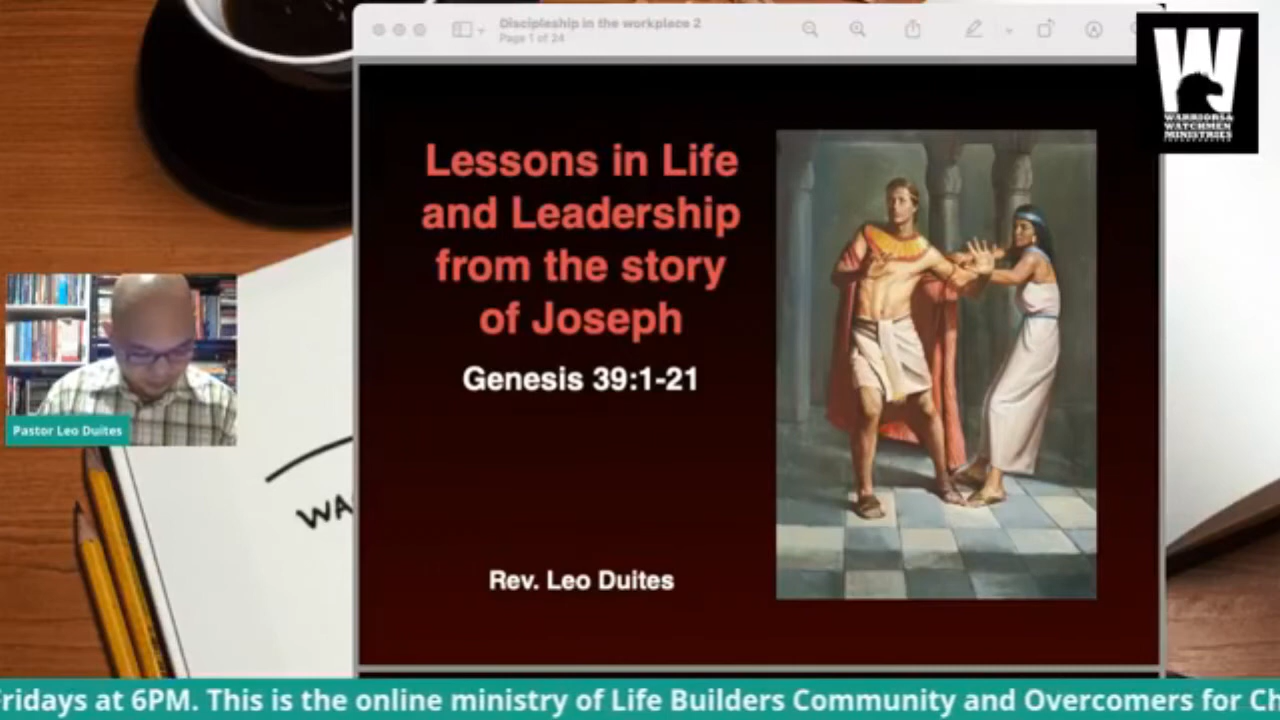 Discipleship in the workplace 2
Page 1 of 24
W
WARRIORS &
WATCHMEN
MINISTRIES
Lessons in Life
and Leadership
from the story
of Joseph
Genesis 39:1-21
Rev. Leo Duites
Pastor Leo Duites
WA
Fridays at 6PM. This is the online ministry of Life Builders Community and Overcomers for Ch